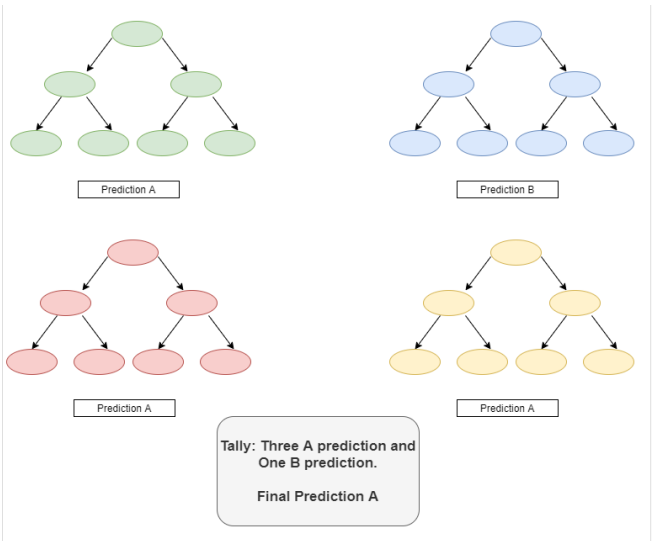 Prediction A
Prediction B
Prediction A
Prediction A
Tally: Three A prediction and
One B prediction.
Final Prediction A